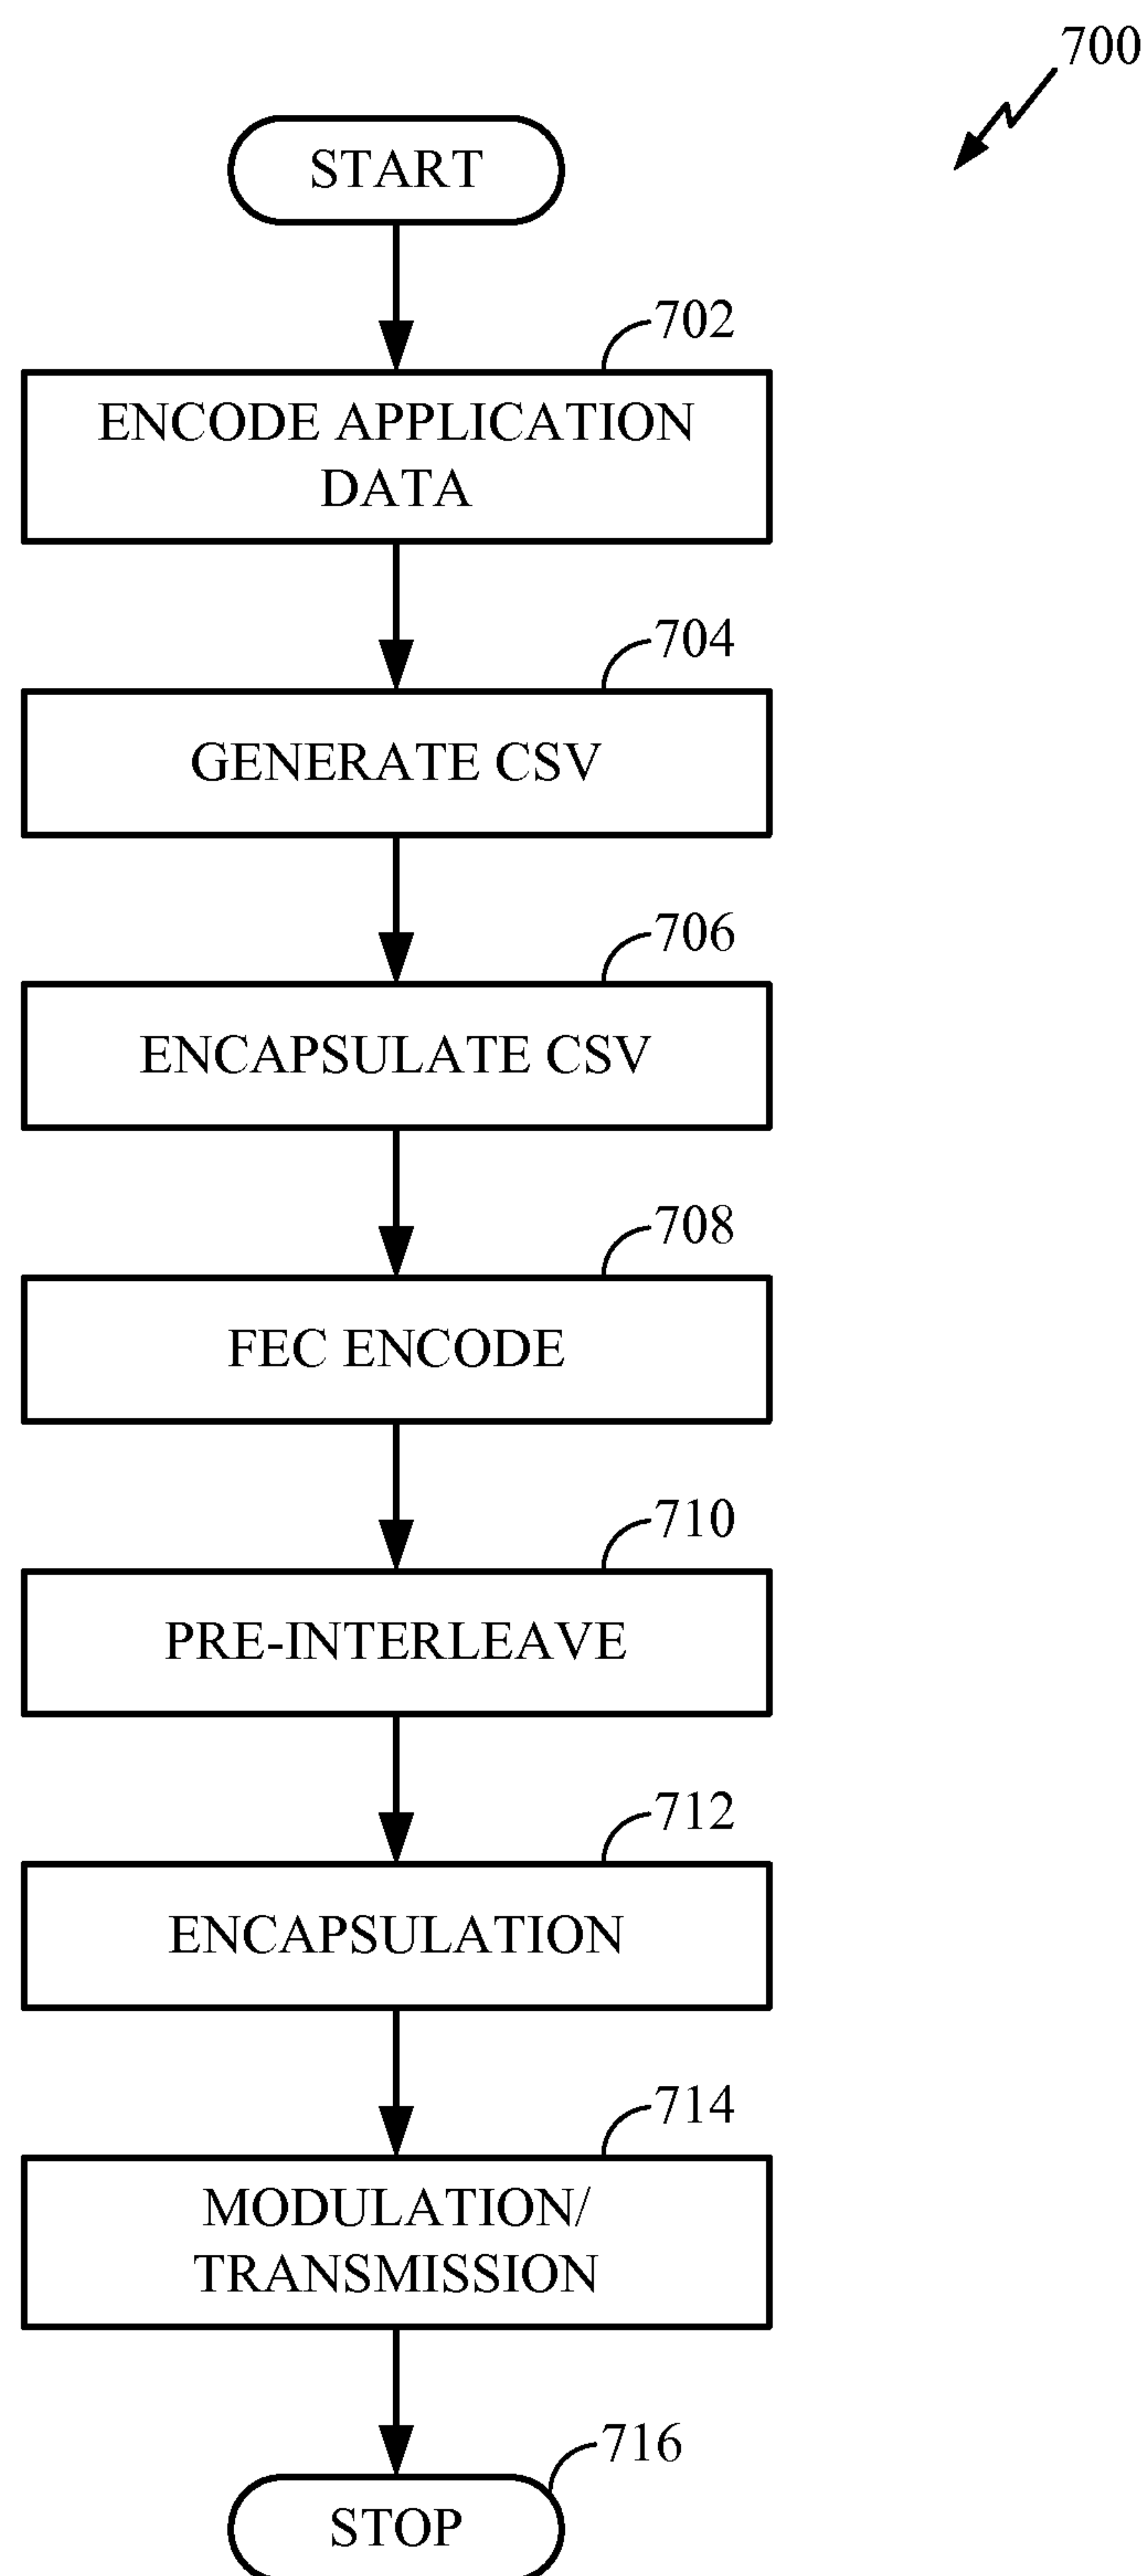 700
START
702
ENCODE APPLICATION
DATA
704
GENERATE CSV
706
ENCAPSULATE CSV
708
FEC ENCODE
710
PRE-INTERLEAVE
712
ENCAPSULATION
714
MODULATION/
TRANSMISSION
716
STOP